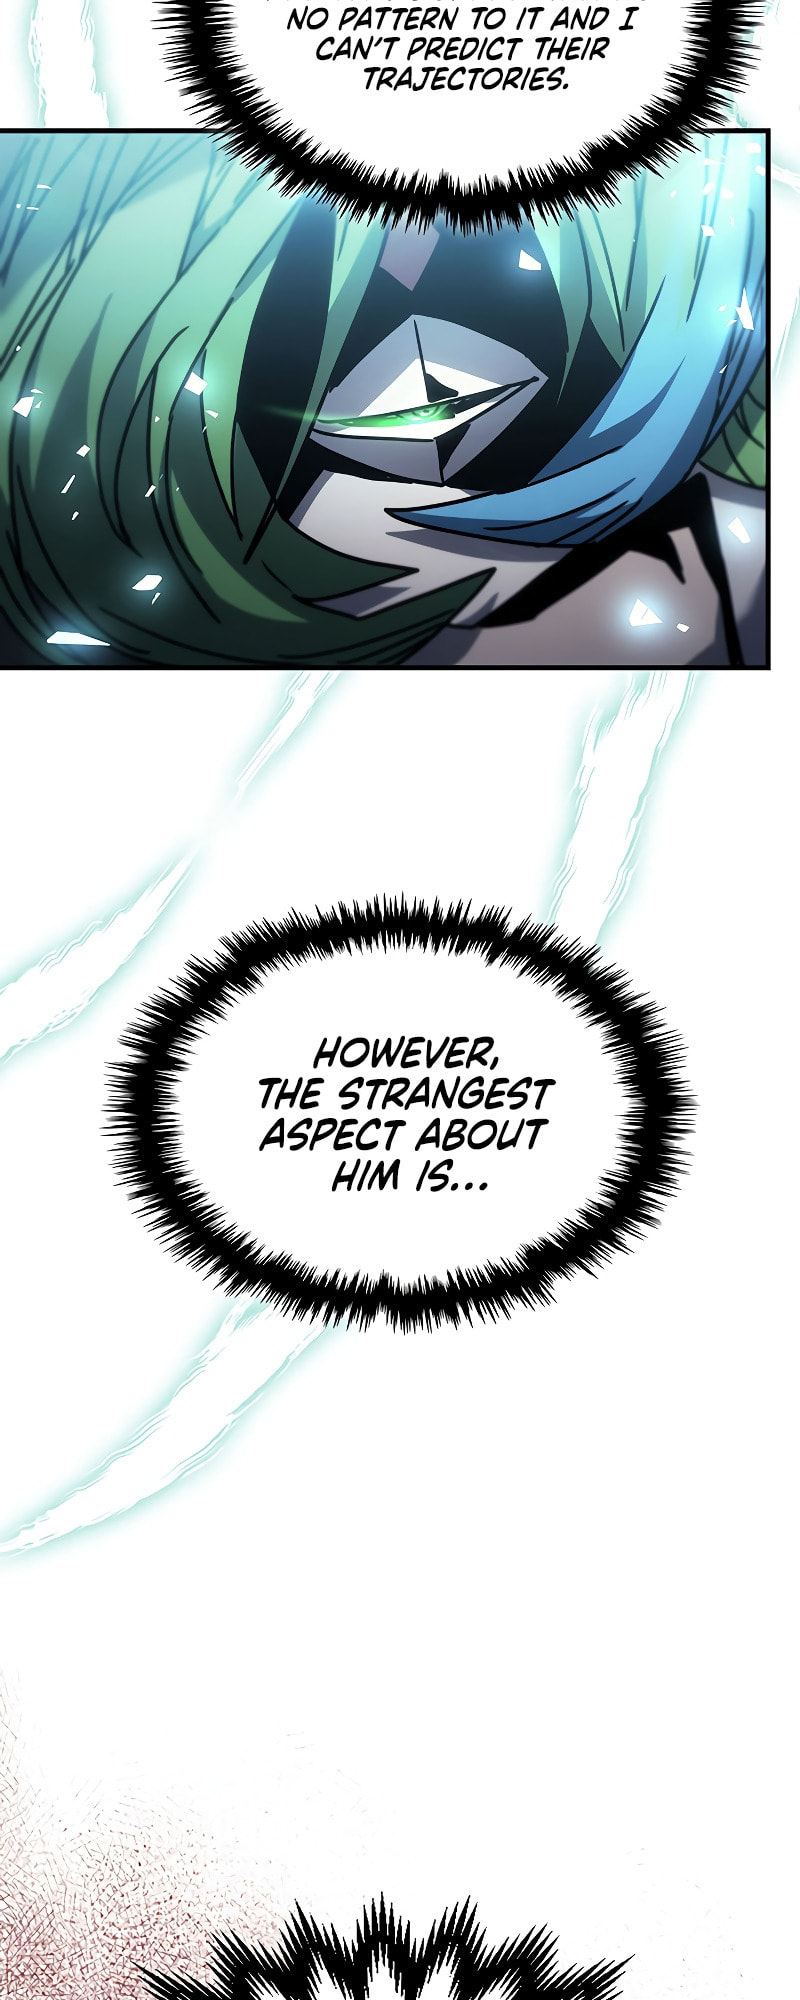 NO PATTERN TO IT AND I
CAN'T PREDICT THEIR
TRAJECTORIES.
HOWEVER,
THE STRANGEST
ASPECT ABOUT
HIM IS...